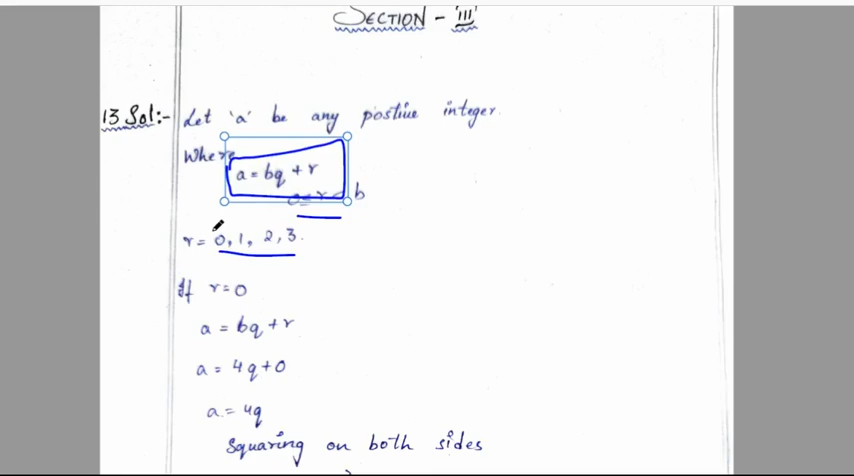 SECTION - III
13 Sol:- Let 'a' be any postive integer.
Where
a = bq + r
b
r = 0, 1, 2, 3.
If r = 0
a = bq + r
a = 4q + 0
a = 4q
Squaring on both sides